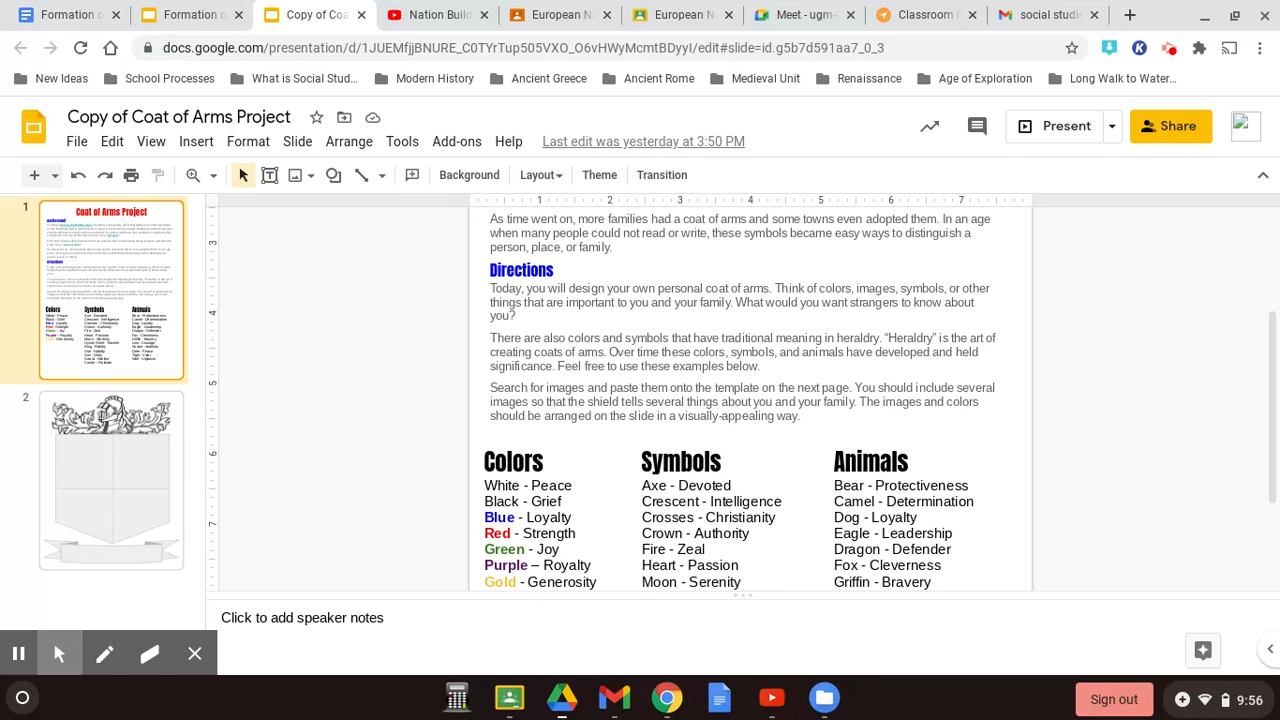 Copy of Coa
Nation Build
European Na
European N
Meet - ugm-
Classroom
social studi
docs.google.com/presentation/d/1JUEMfjjBNURE_C0TYrTup505VXO_O6vHWyMcmtBDyyI/edit#slide=id.g5b7d591aa7_0_3
New Ideas
School Processes
What is Social Stud...
Modern History
Ancient Greece
Ancient Rome
Medieval Unit
Renaissance
Age of Exploration
Long Walk to Water...
Copy of Coat of Arms Project
File Edit View Insert Format Slide Arrange Tools Add-ons Help Last edit was yesterday at 3:50 PM
Present
Share
Background Layout Theme Transition
1
Coat of Arms Project
2
As time went on, more families had a coat of arms and some towns even adopted them. In an age
when many people could not read or write, these symbols became easy ways to distinguish a
person, place, or family.
Directions
Today, you will design your own personal coat of arms. Think of colors, images, symbols, or other
things that are important to you and your family. What would you want strangers to know about
you?
There are also colors and symbols that have traditional meaning in heraldry. “Heraldry” is the art of
creating coats of arms. Over time these colors, symbols, and animals have developed and held
significance. Feel free to use these examples below.
Search for images and paste them onto the template on the next page. You should include several
images so that the shield tells several things about you and your family. The images and colors
should be arranged on the slide in a visually-appealing way.
Colors
White - Peace
Black - Grief
Blue - Loyalty
Red - Strength
Green - Joy
Purple – Royalty
Gold - Generosity
Symbols
Axe - Devoted
Crescent - Intelligence
Crosses - Christianity
Crown - Authority
Fire - Zeal
Heart - Passion
Moon - Serenity
Animals
Bear - Protectiveness
Camel - Determination
Dog - Loyalty
Eagle - Leadership
Dragon - Defender
Fox - Cleverness
Griffin - Bravery
Click to add speaker notes
Sign out
9:56